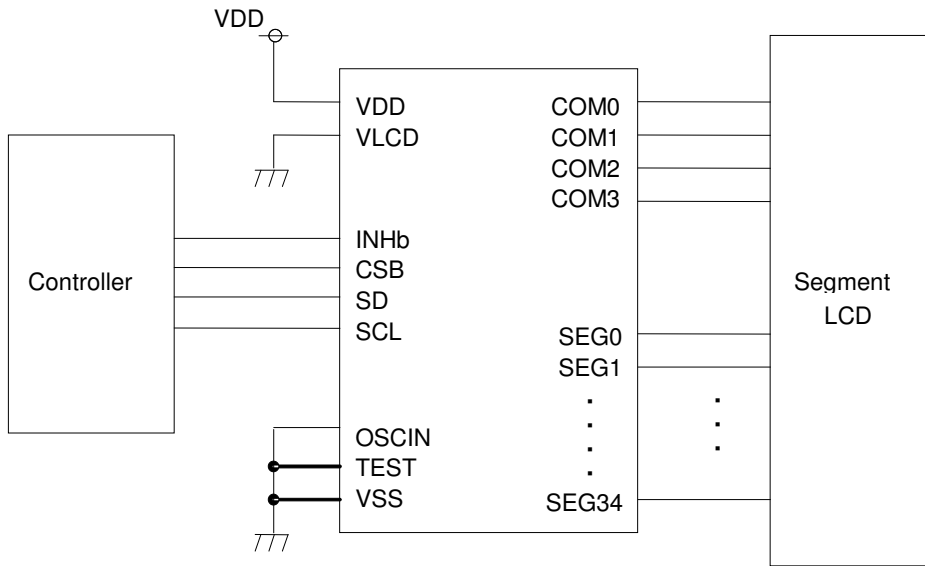 VDD
VDD
VLCD
INHb
CSB
SD
SCL
OSCIN
TEST
VSS
COM0
COM1
COM2
COM3
SEG0
SEG1
SEG34
Controller
Segment
LCD